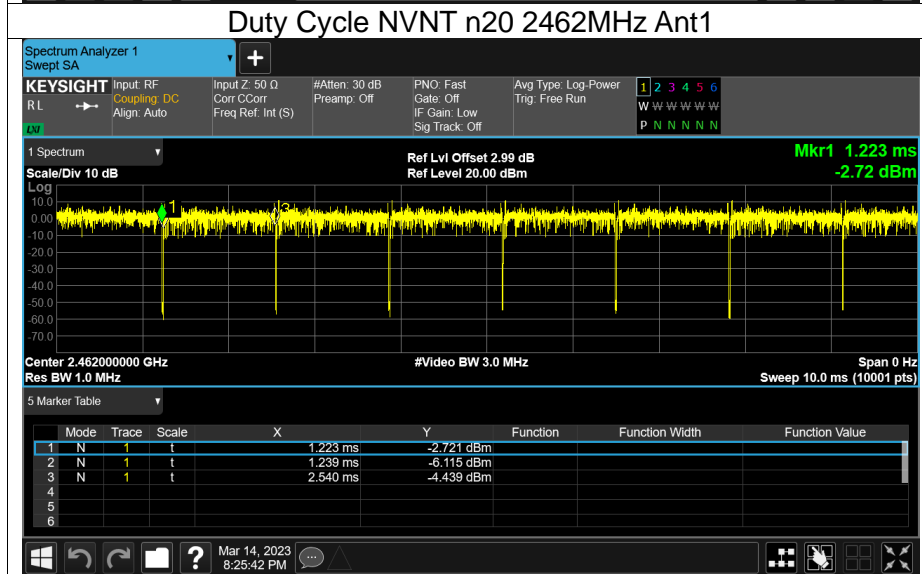 Duty Cycle NVNT n20 2462MHz Ant1
Spectrum Analyzer 1
Swept SA
+
KEYSIGHT Input: RF Input Z: 50 Ω #Atten: 30 dB PNO: Fast Avg Type: Log-Power 1 2 3 4 5 6
RL Coupling: DC Corr CCorr Preamp: Off Gate: Off Trig: Free Run W W W W W W
Align: Auto Freq Ref: Int (S) IF Gain: Low
LXI Sig Track: Off P N N N N N
1 Spectrum Ref Lvl Offset 2.99 dB Mkr1 1.223 ms
Scale/Div 10 dB Ref Level 20.00 dBm -2.72 dBm
Log
10.0
0.00
-10.0
-20.0
-30.0
-40.0
-50.0
-60.0
-70.0
1
3
Center 2.462000000 GHz #Video BW 3.0 MHz Span 0 Hz
Res BW 1.0 MHz Sweep 10.0 ms (10001 pts)
5 Marker Table
Mode Trace Scale X Y Function Function Width Function Value
1 N 1 t 1.223 ms -2.721 dBm
2 N 1 t 1.239 ms -6.115 dBm
3 N 1 t 2.540 ms -4.439 dBm
4
5
6
? Mar 14, 2023
8:25:42 PM